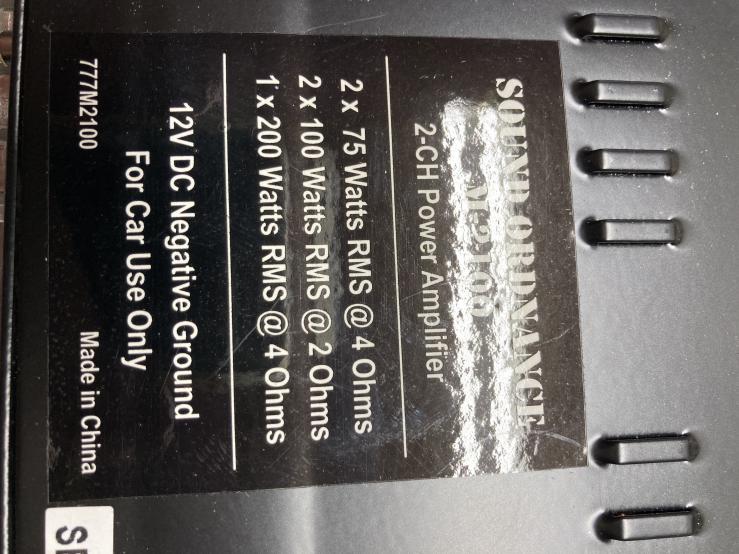 SOUND ORDNANCE
M-2100
2-CH Power Amplifier
2 x 75 Watts RMS @ 4 Ohms
2 x 100 Watts RMS @ 2 Ohms
1 x 200 Watts RMS @ 4 Ohms
12V DC Negative Ground
For Car Use Only
777M2100 Made in China